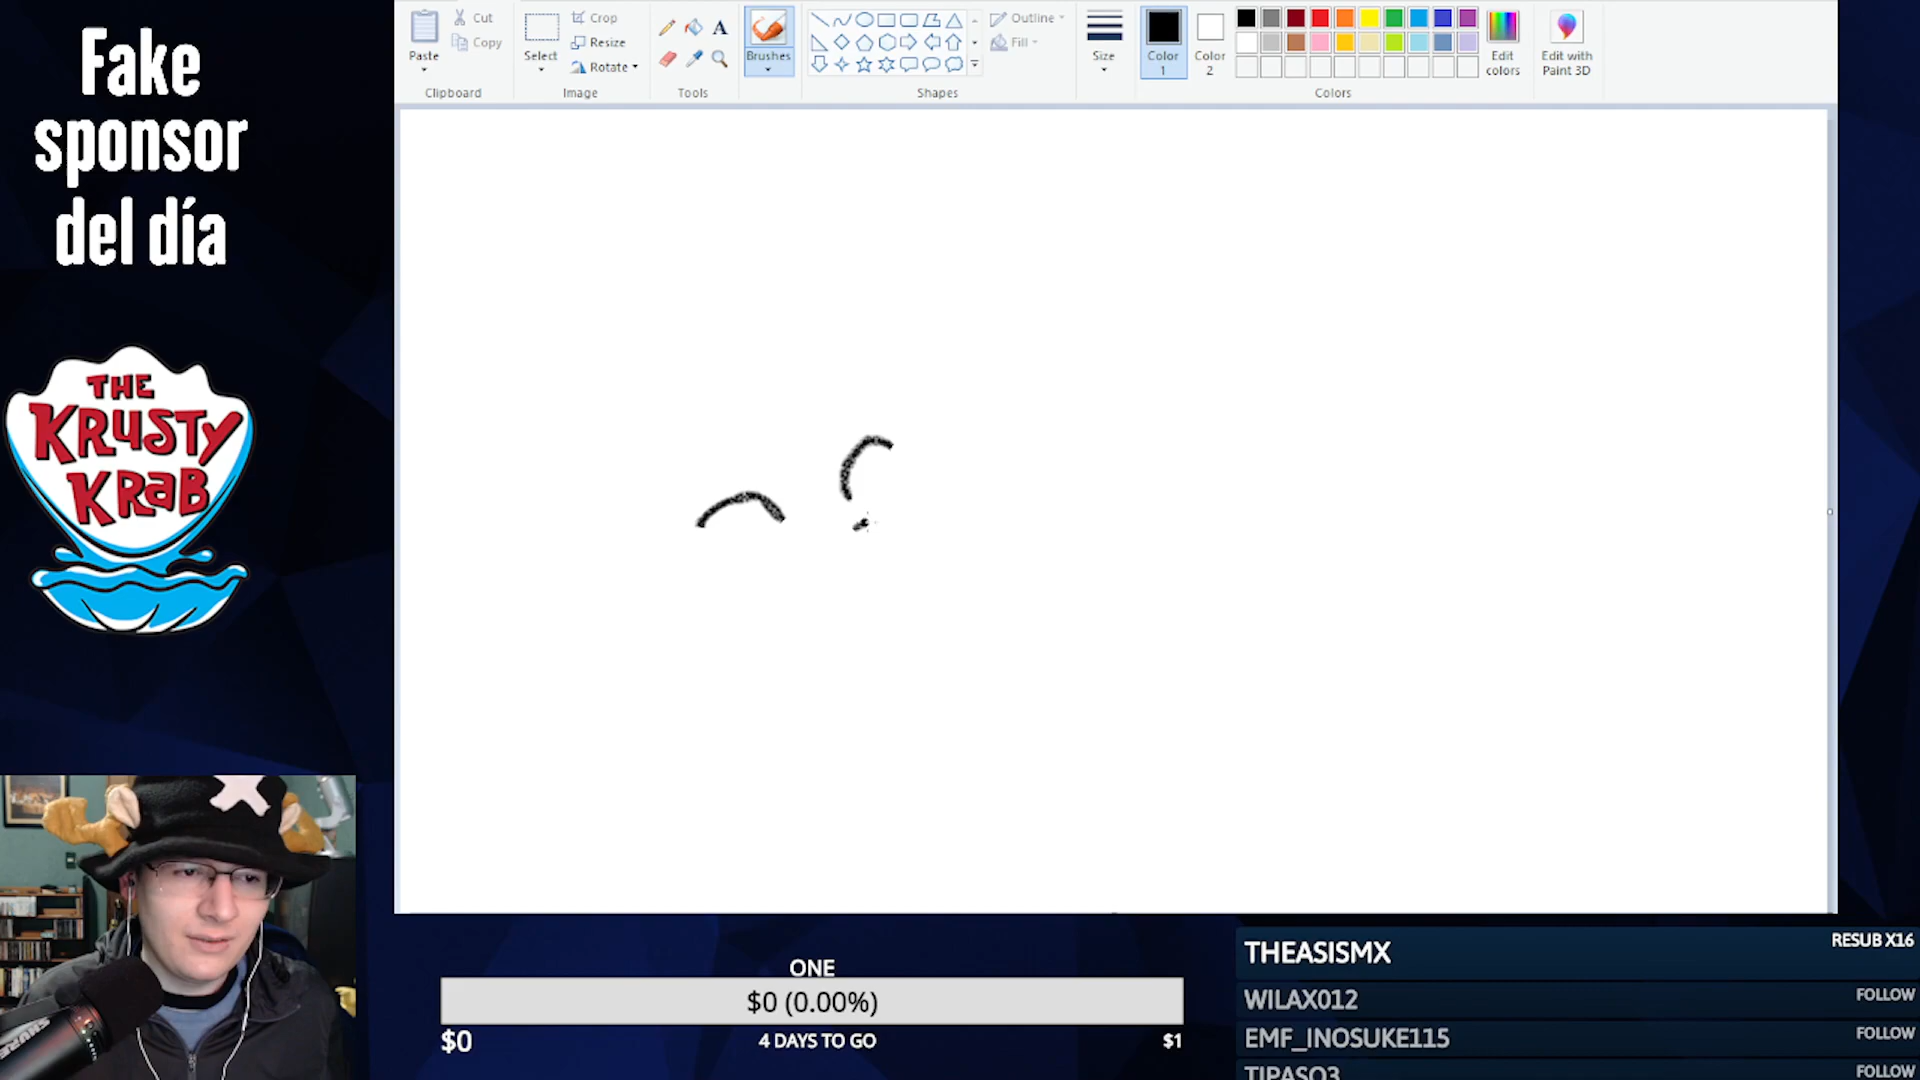 Fake
sponsor
del día
THE
KRUSTY
KRAB
Paste
Cut
Copy
Clipboard
Select
Crop
Resize
Rotate
Image
Tools
Brushes
Shapes
Outline
Fill
Size
Color
1
Color
2
Edit
colors
Edit with
Paint 3D
Colors
SHURE
ONE
$0 (0.00%)
$0
4 DAYS TO GO
$1
THEASISMX
RESUB X16
WILAX012
FOLLOW
EMF_INOSUKE115
FOLLOW
TIPASO3
FOLLOW